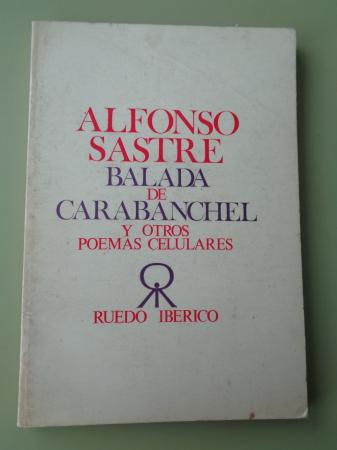 ALFONSO
SASTRE
BALADA
DE
CARABANCHEL
Y OTROS
POEMAS CELULARES
RUEDO IBERICO